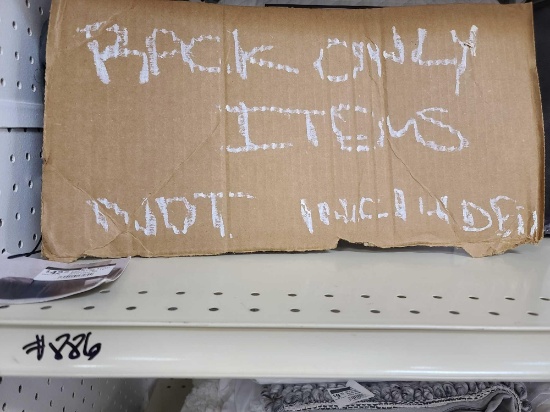 RACK ONLY
ITEMS
NOT INCLUDED
#886